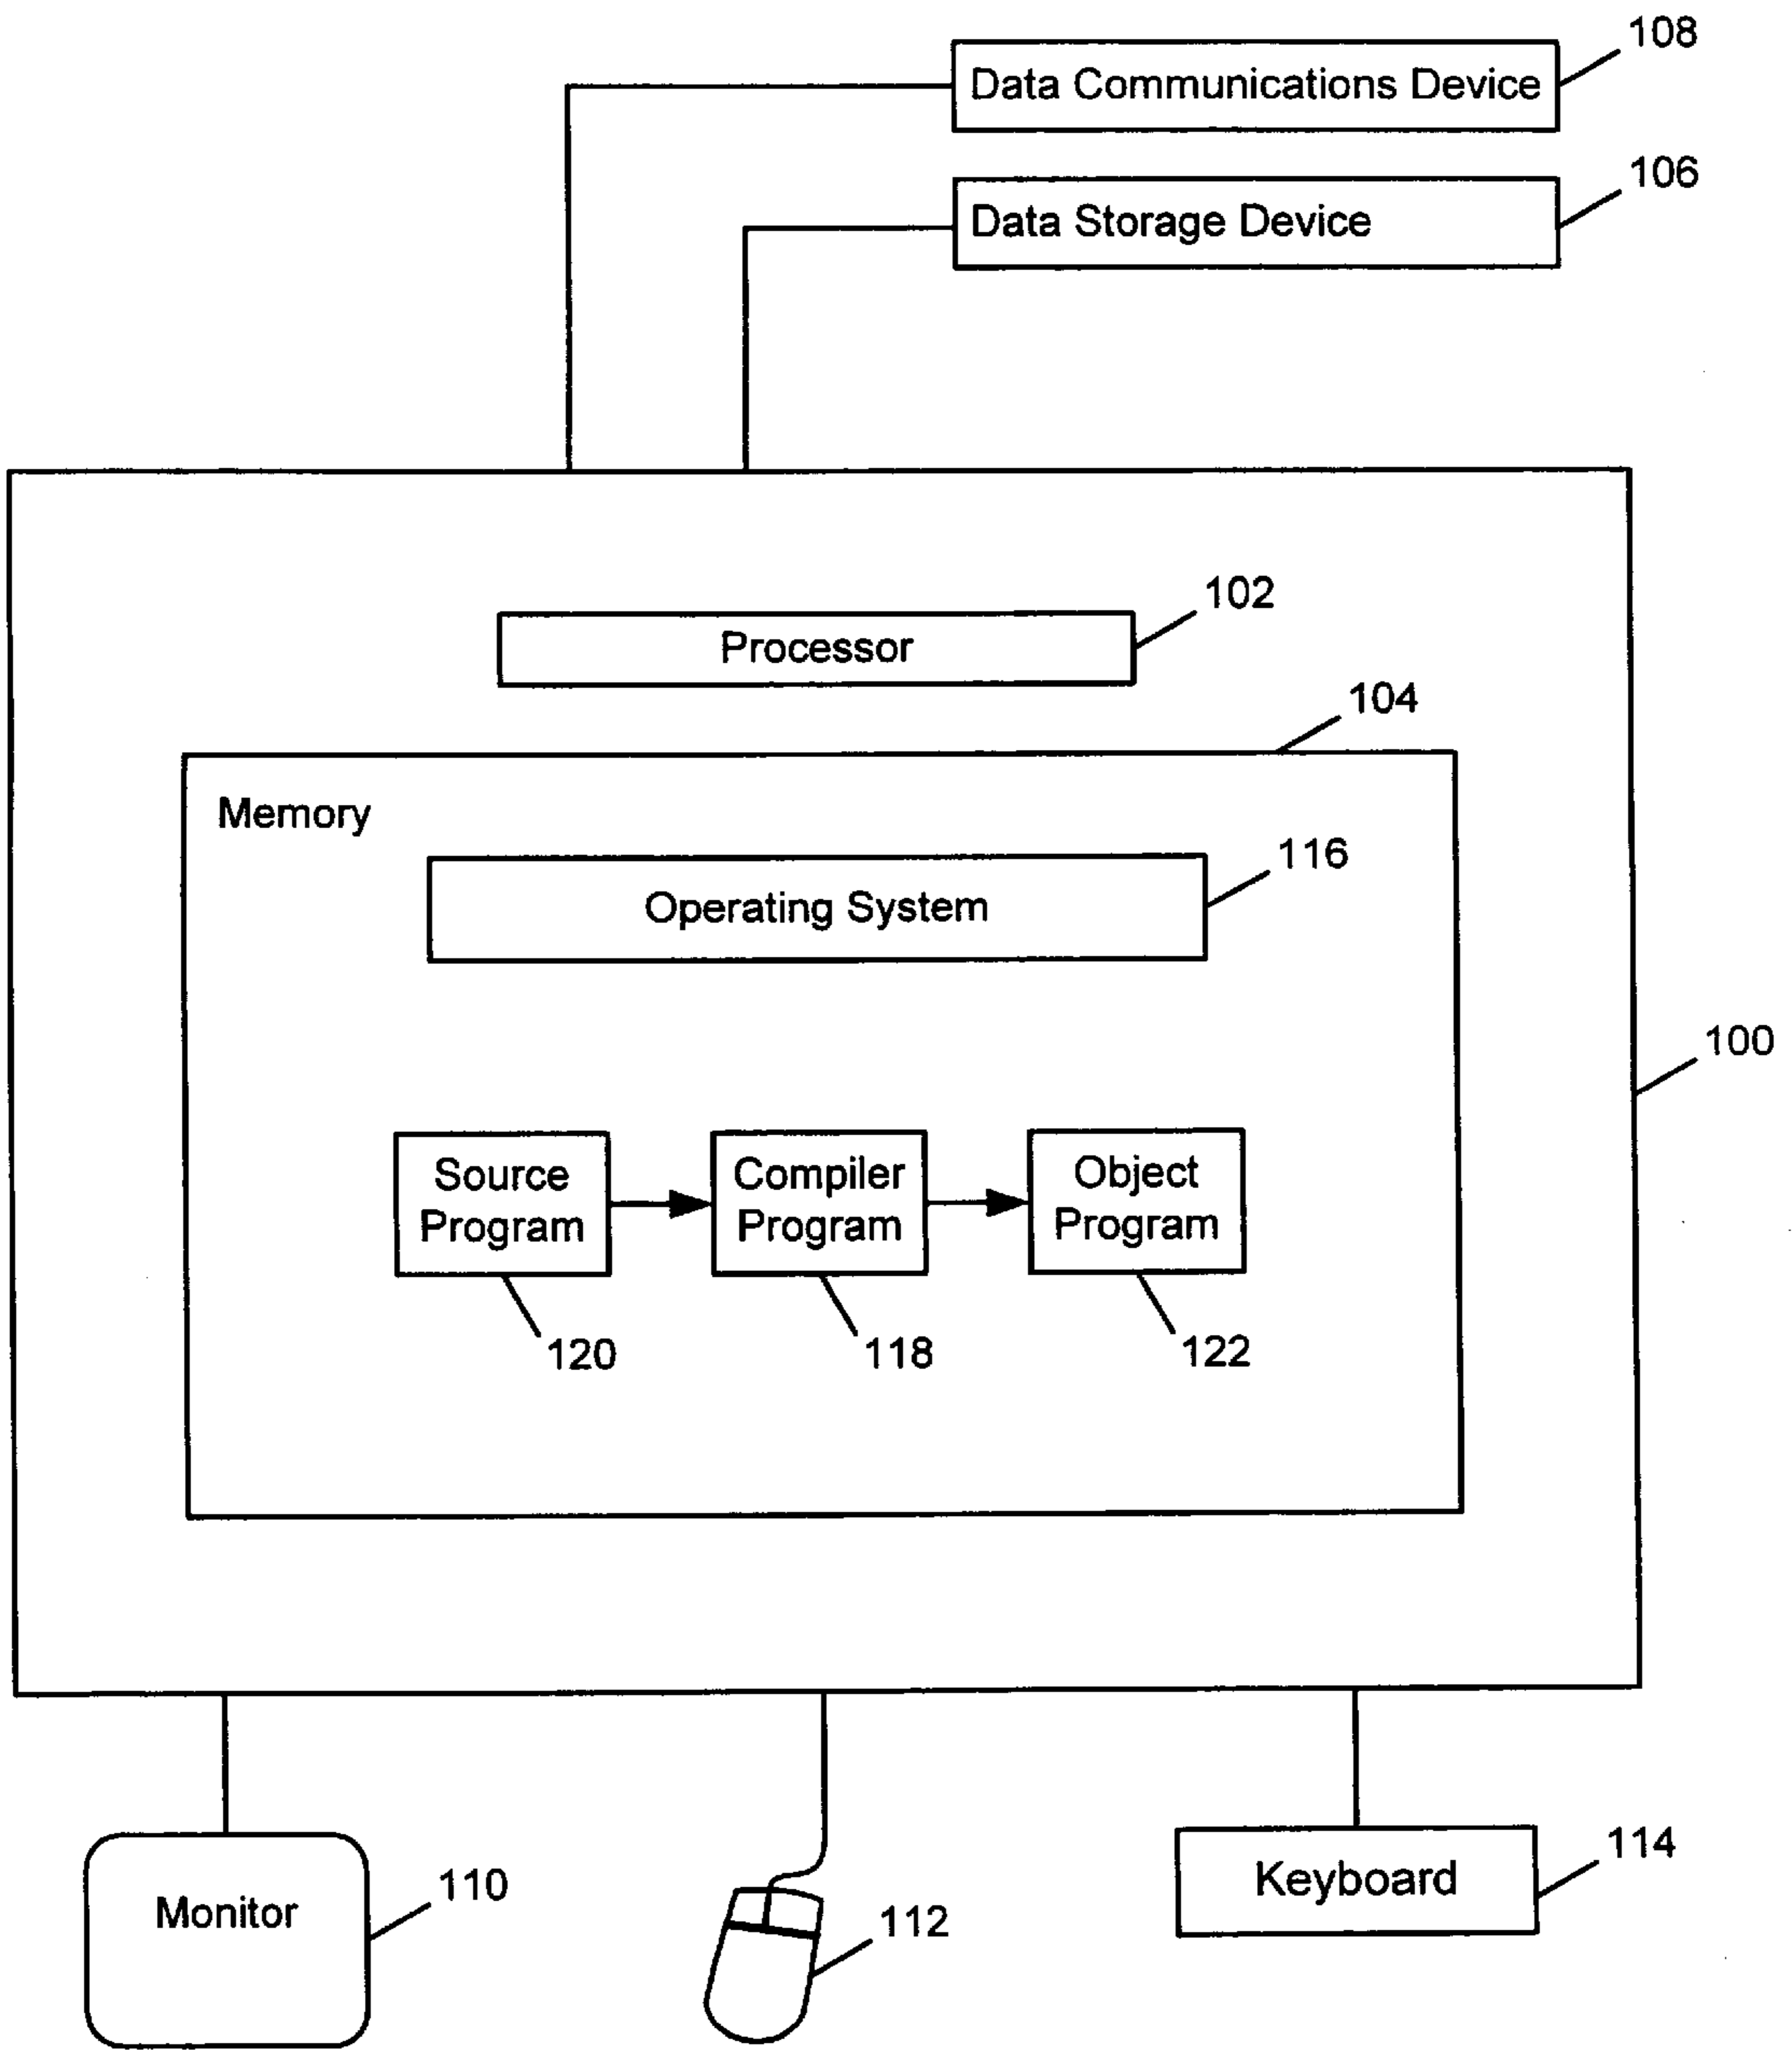 108
Data Communications Device
106
Data Storage Device
102
Processor
104
Memory
116
Operating System
100
Source
Program
Compiler
Program
Object
Program
120
118
122
Monitor
110
112
Keyboard
114